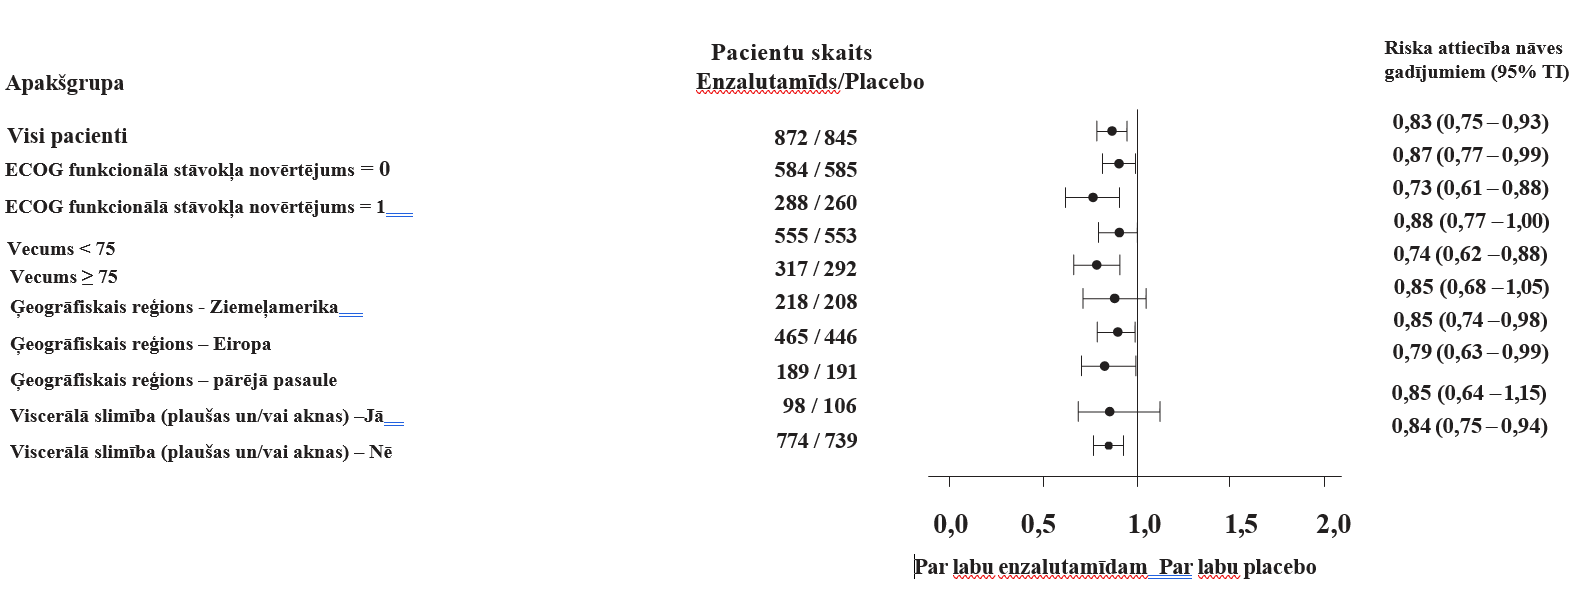 Apakšgrupa
Pacientu skaits
Enzalutamīds/Placebo
Riska attiecība nāves
gadījumiem (95% TI)
Visi pacienti 872 / 845 0,83 (0,75 – 0,93)
ECOG funkcionālā stāvokļa novērtējums = 0 584 / 585 0,87 (0,77 – 0,99)
ECOG funkcionālā stāvokļa novērtējums = 1 288 / 260 0,73 (0,61 – 0,88)
Vecums < 75 555 / 553 0,88 (0,77 – 1,00)
Vecums ≥ 75 317 / 292 0,74 (0,62 – 0,88)
Ģeogrāfiskais reģions - Ziemeļamerika 218 / 208 0,85 (0,68 – 1,05)
Ģeogrāfiskais reģions – Eiropa 465 / 446 0,85 (0,74 – 0,98)
Ģeogrāfiskais reģions – pārējā pasaule 189 / 191 0,79 (0,63 – 0,99)
Viscerālā slimība (plaušas un/vai aknas) –Jā 98 / 106 0,85 (0,64 – 1,15)
Viscerālā slimība (plaušas un/vai aknas) – Nē 774 / 739 0,84 (0,75 – 0,94)
0,0 0,5 1,0 1,5 2,0
Par labu enzalutamīdam Par labu placebo